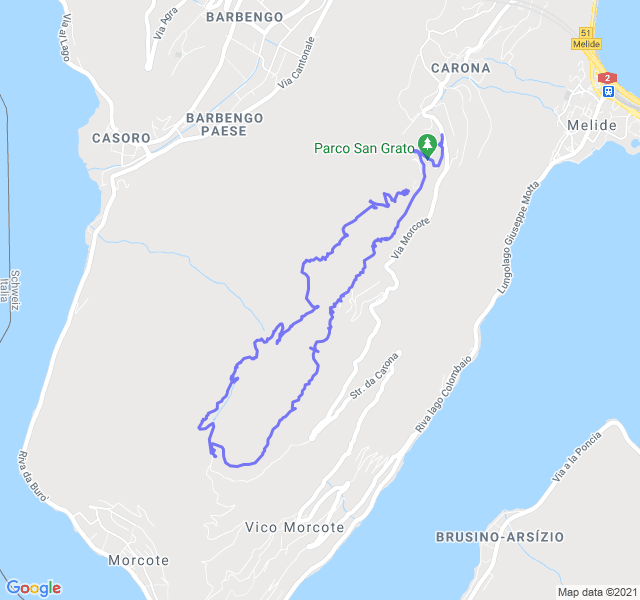 BARBENGO
Via al Lago
Via Agra
Via Cantonale
51
Melide
2
CARONA
BARBENGO
PAESE
CASORO
Melide
Parco San Grato
Lungolago Giuseppe Motta
Via Morcote
Schweiz
Italia
Str. da Carona
Riva lago Colombaio
Via a la Poncia
Riva da Buró
Vico Morcote
BRUSINO-ARSÍZIO
Morcote
Google
Map data ©2021